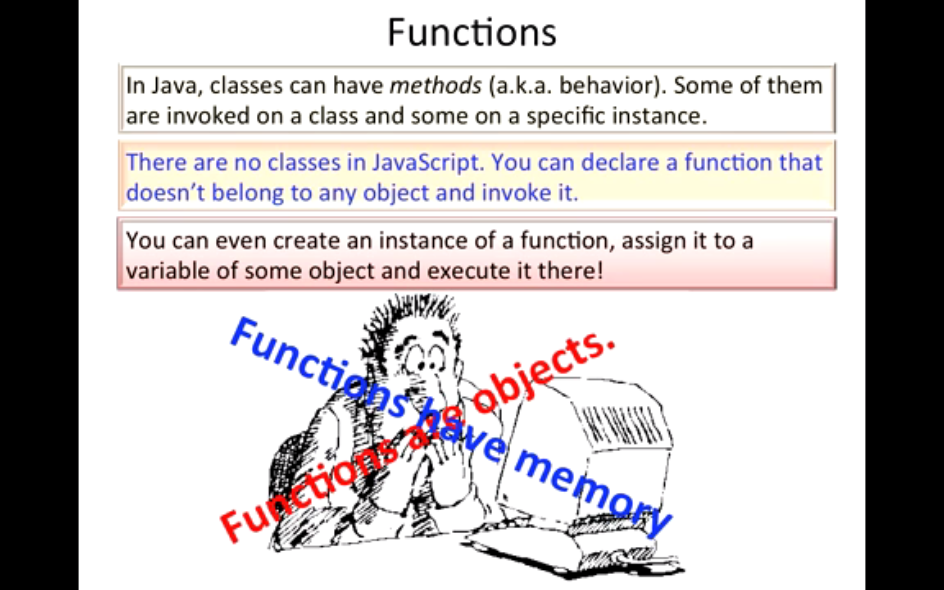 Functions
In Java, classes can have methods (a.k.a. behavior). Some of them
are invoked on a class and some on a specific instance.
There are no classes in JavaScript. You can declare a function that
doesn’t belong to any object and invoke it.
You can even create an instance of a function, assign it to a
variable of some object and execute it there!
Functions have memory
Functions are objects.